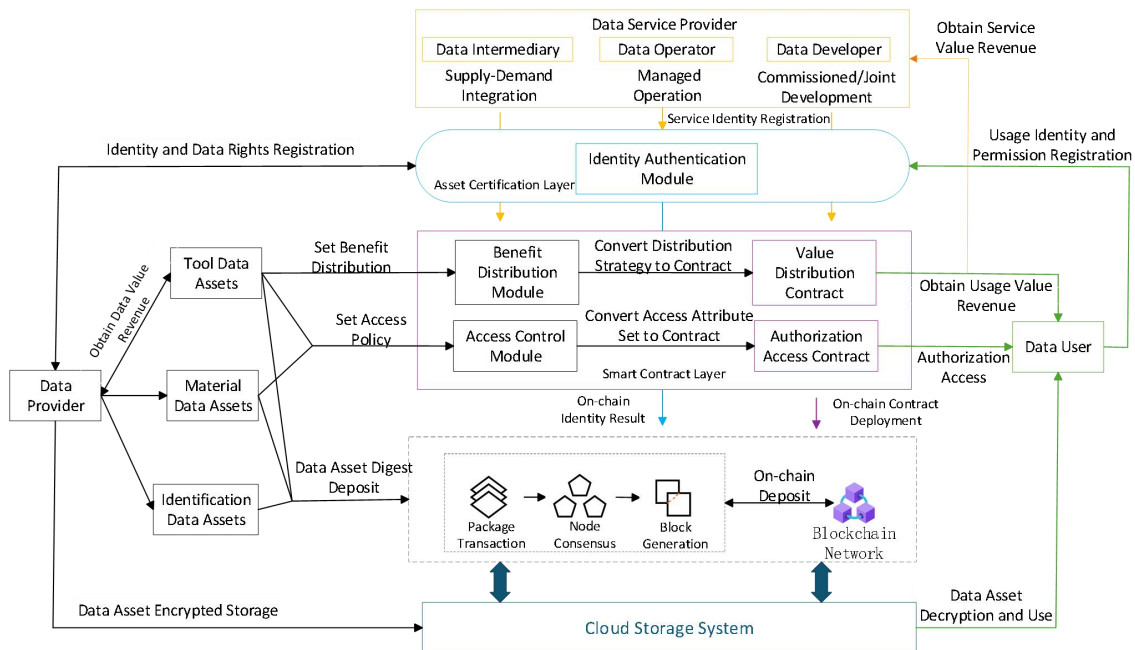 Data Service Provider
Data Intermediary
Data Operator
Data Developer
Supply-Demand
Integration
Managed
Operation
Commissioned/Joint
Development
Obtain Service
Value Revenue
Service Identity Registration
Identity and Data Rights Registration
Usage Identity and
Permission Registration
Identity Authentication
Module
Asset Certification Layer
Set Benefit
Distribution
Benefit
Distribution
Module
Convert Distribution
Strategy to Contract
Value
Distribution
Contract
Obtain Usage Value
Revenue
Tool Data
Assets
Obtain Data Value
Revenue
Set Access
Policy
Access Control
Module
Convert Access Attribute
Set to Contract
Authorization
Access Contract
Authorization
Access
Data User
Smart Contract Layer
Data
Provider
Material
Data Assets
On-chain
Identity Result
On-chain Contract
Deployment
Identification
Data Assets
Data Asset Digest
Deposit
Package
Transaction
Node
Consensus
Block
Generation
On-chain
Deposit
Blockchain
Network
Data Asset Encrypted Storage
Cloud Storage System
Data Asset
Decryption and Use